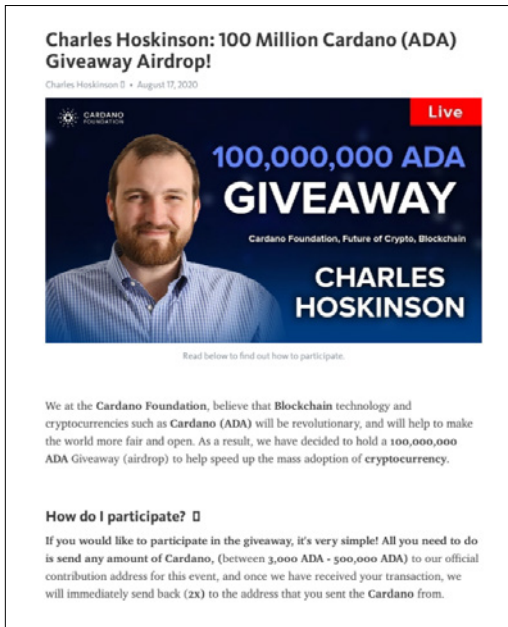 Charles Hoskinson: 100 Million Cardano (ADA)
Giveaway Airdrop!
Charles Hoskinson ▯ • August 17, 2020
CARDANO
FOUNDATION
Live
100,000,000 ADA
GIVEAWAY
Cardano Foundation, Future of Crypto, Blockchain
CHARLES
HOSKINSON
Read below to find out how to participate.
We at the Cardano Foundation, believe that Blockchain technology and
cryptocurrencies such as Cardano (ADA) will be revolutionary, and will help to make
the world more fair and open. As a result, we have decided to hold a 100,000,000
ADA Giveaway (airdrop) to help speed up the mass adoption of cryptocurrency.
How do I participate? ▯
If you would like to participate in the giveaway, it's very simple! All you need to do
is send any amount of Cardano, (between 3,000 ADA - 500,000 ADA) to our official
contribution address for this event, and once we have received your transaction, we
will immediately send back (2x) to the address that you sent the Cardano from.